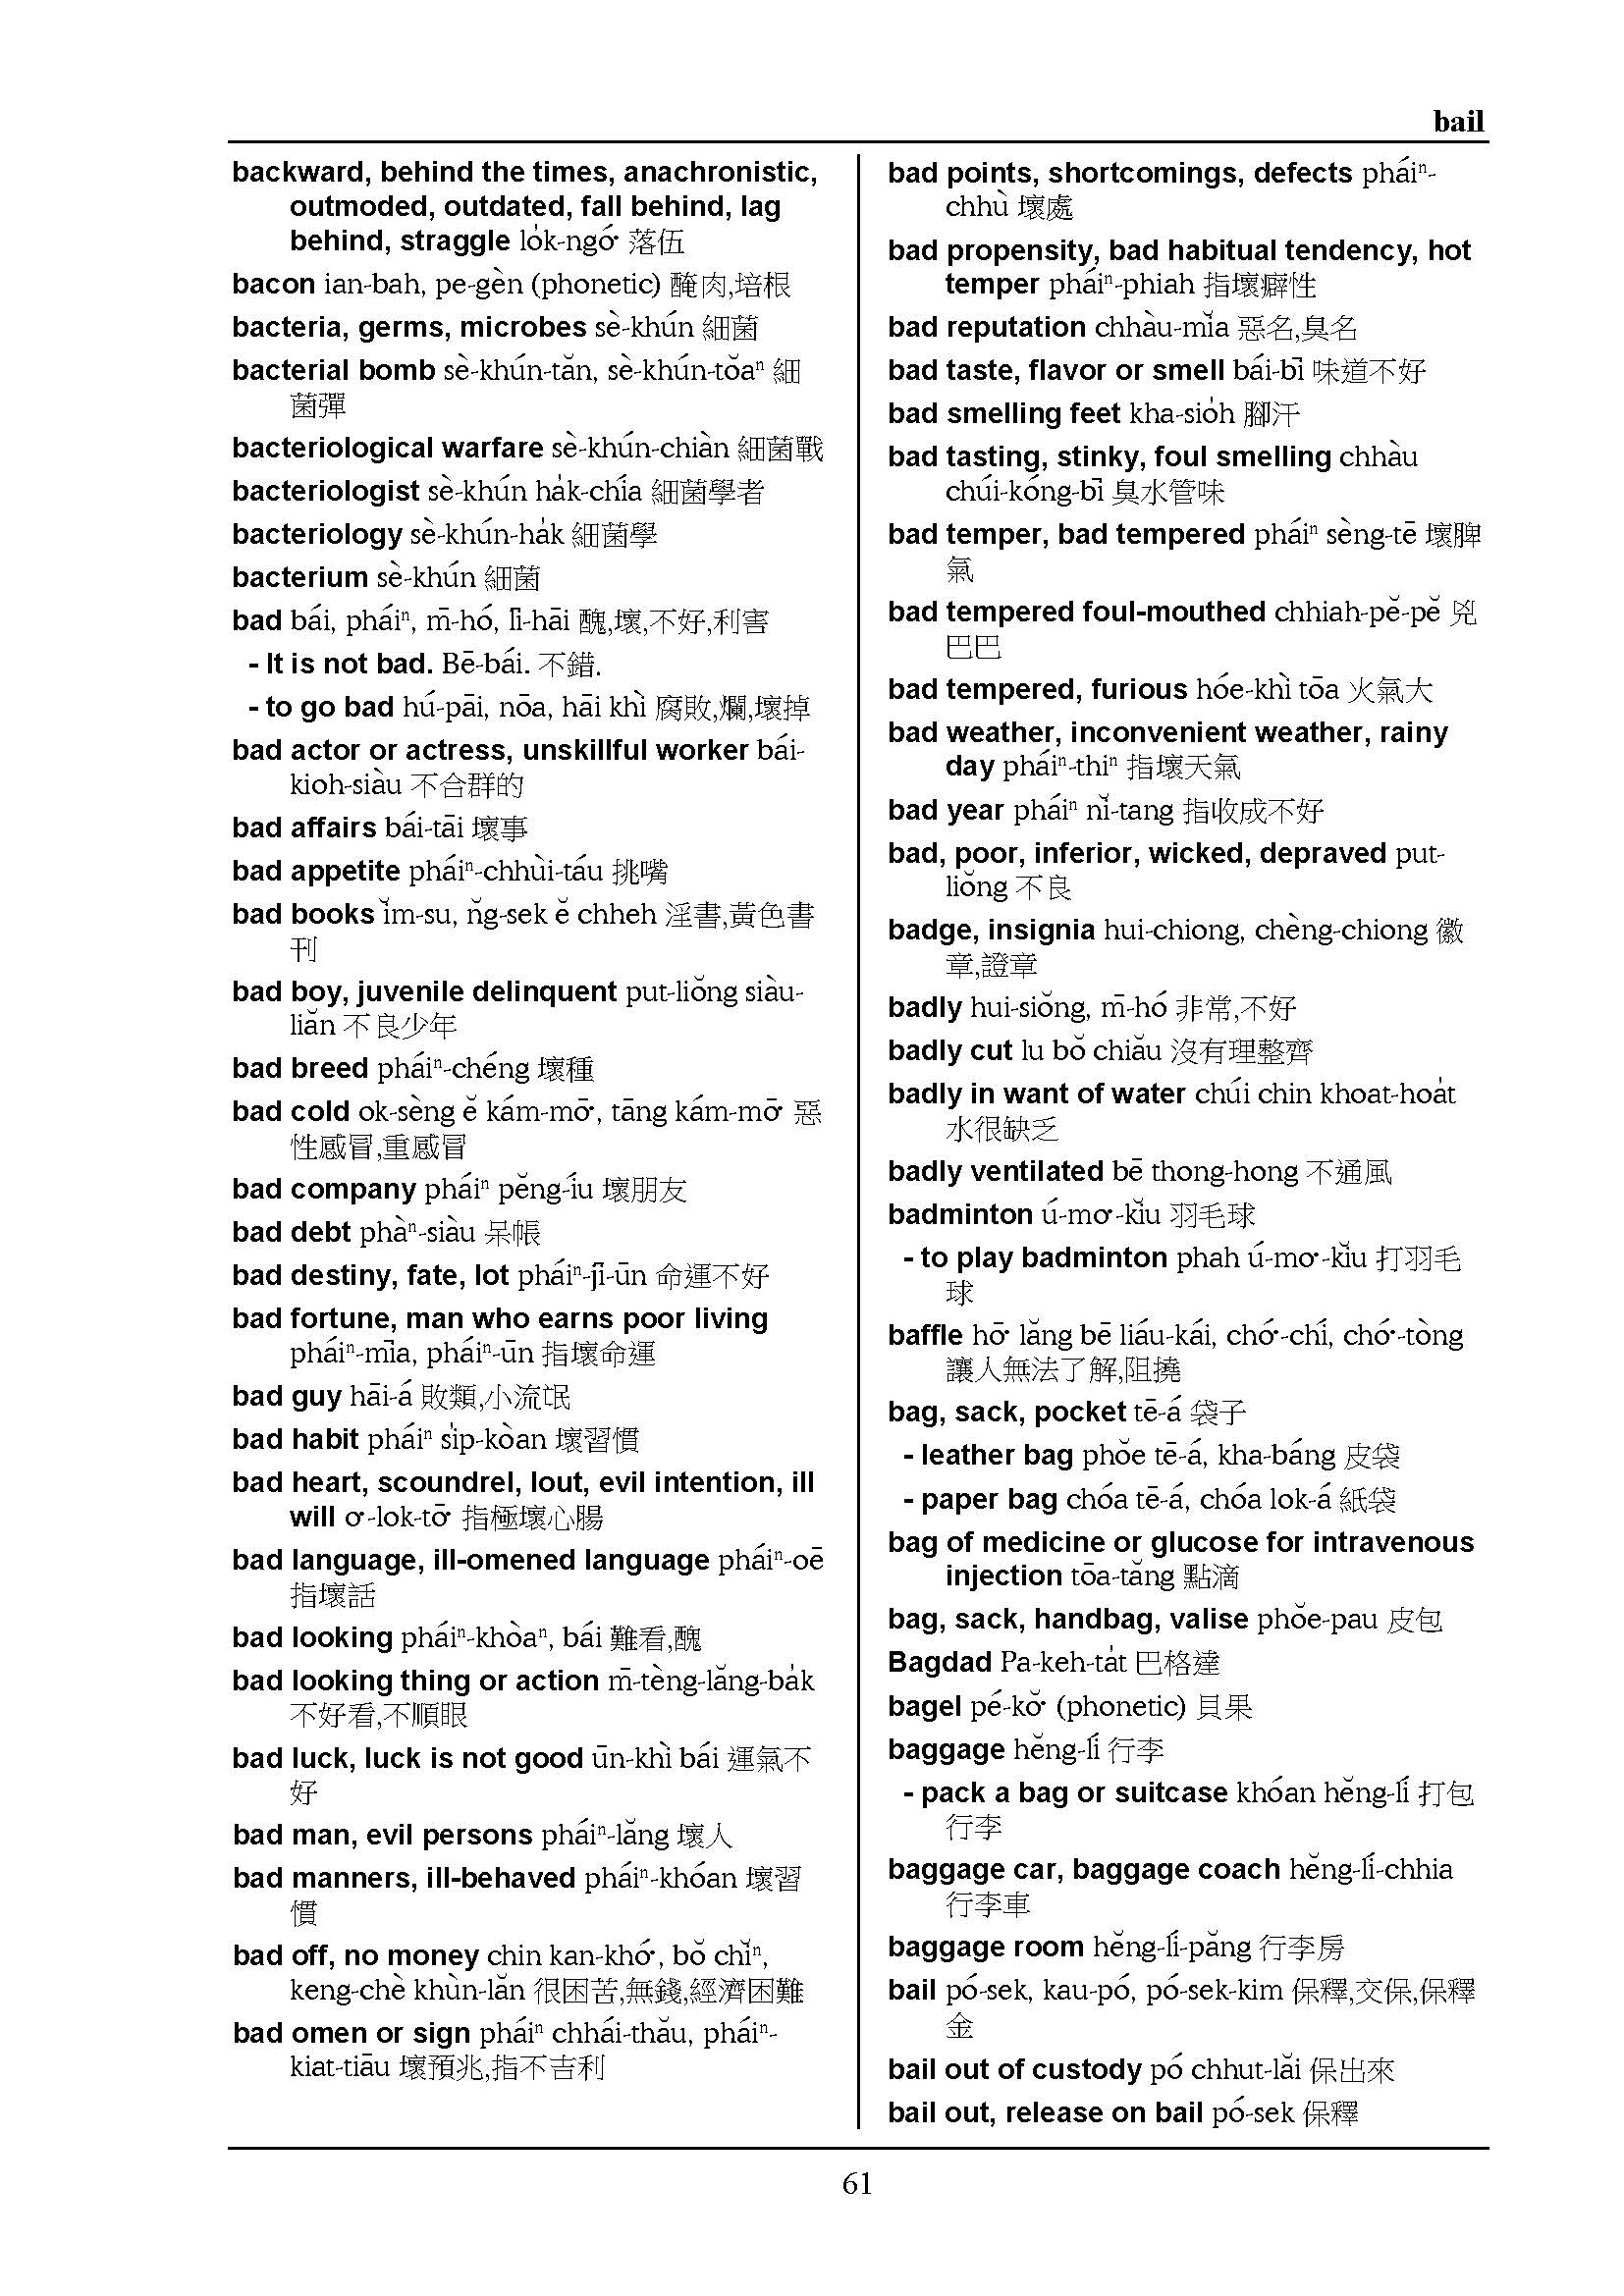 bail
backward, behind the times, anachronistic,
outmoded, outdated, fall behind, lag
behind, straggle lo̍k-ngó͘ 落伍
bacon ian-bah, pe-gèn (phonetic) 醃肉,培根
bacteria, germs, microbes sè-khún 細菌
bacterial bomb sè-khún-tăn, sè-khún-tŏaⁿ 細
菌彈
bacteriological warfare sè-khún-chiàn 細菌戰
bacteriologist sè-khún ha̍k-chía 細菌學者
bacteriology sè-khún-ha̍k 細菌學
bacterium sè-khún 細菌
bad bái, pháiⁿ, m̄-hó, lī-hāi 醜,壞,不好,利害
- It is not bad. Bē-bái. 不錯.
- to go bad hú-pāi, nōa, hāi khì 腐敗,爛,壞掉
bad actor or actress, unskillful worker bái-
kioh-siàu 不合群的
bad affairs bái-tāi 壞事
bad appetite pháiⁿ-chhùi-táu 挑嘴
bad books ĭm-su, n̆g-sek ĕ chheh 淫書,黃色書
刊
bad boy, juvenile delinquent put-liŏng siàu-
liăn 不良少年
bad breed pháiⁿ-chéng 壞種
bad cold ok-sèng ĕ kám-mō͘, tāng kám-mō͘ 惡
性感冒,重感冒
bad company pháiⁿ pĕng-íu 壞朋友
bad debt phàⁿ-siàu 呆帳
bad destiny, fate, lot pháiⁿ-jī-ūn 命運不好
bad fortune, man who earns poor living
pháiⁿ-mīa, pháiⁿ-ūn 指壞命運
bad guy hāi-á 敗類,小流氓
bad habit pháiⁿ si̍p-kòan 壞習慣
bad heart, scoundrel, lout, evil intention, ill
will o͘-lok-tō͘ 指極壞心腸
bad language, ill-omened language pháiⁿ-oē
指壞話
bad looking pháiⁿ-khòaⁿ, bái 難看,醜
bad looking thing or action m̄-tèng-lăng-ba̍k
不好看,不順眼
bad luck, luck is not good ūn-khì bái 運氣不
好
bad man, evil persons pháiⁿ-lăng 壞人
bad manners, ill-behaved pháiⁿ-khóan 壞習
慣
bad off, no money chin kan-khó͘, bŏ chĭⁿ,
keng-chè khùn-lăn 很困苦,無錢,經濟困難
bad omen or sign pháiⁿ chhái-thău, pháiⁿ-
kiat-tiāu 壞預兆,指不吉利
bad points, shortcomings, defects pháiⁿ-
chhù 壞處
bad propensity, bad habitual tendency, hot
temper pháiⁿ-phiah 指壞癖性
bad reputation chhàu-mĭa 惡名,臭名
bad taste, flavor or smell bái-bī 味道不好
bad smelling feet kha-sio̍h 腳汗
bad tasting, stinky, foul smelling chhàu
chúi-kóng-bī 臭水管味
bad temper, bad tempered pháiⁿ sèng-tē 壞脾
氣
bad tempered foul-mouthed chhiah-pĕ-pĕ 兇
巴巴
bad tempered, furious hóe-khì tōa 火氣大
bad weather, inconvenient weather, rainy
day pháiⁿ-thiⁿ 指壞天氣
bad year pháiⁿ nĭ-tang 指收成不好
bad, poor, inferior, wicked, depraved put-
liŏng 不良
badge, insignia hui-chiong, chèng-chiong 徽
章,證章
badly hui-siŏng, m̄-hó 非常,不好
badly cut lu bŏ chiău 沒有理整齊
badly in want of water chúi chin khoat-hoa̍t
水很缺乏
badly ventilated bē thong-hong 不通風
badminton ú-mo͘-kĭu 羽毛球
- to play badminton phah ú-mo͘-kĭu 打羽毛
球
baffle hō͘ lăng bē liáu-kái, chó͘-chí, chó͘-tòng
讓人無法了解,阻撓
bag, sack, pocket tē-á 袋子
- leather bag phŏe tē-á, kha-báng 皮袋
- paper bag chóa tē-á, chóa lok-á 紙袋
bag of medicine or glucose for intravenous
injection tōa-tăng 點滴
bag, sack, handbag, valise phŏe-pau 皮包
Bagdad Pa-keh-ta̍t 巴格達
bagel pé-kŏ͘ (phonetic) 貝果
baggage hĕng-lí 行李
- pack a bag or suitcase khóan hĕng-lí 打包
行李
baggage car, baggage coach hĕng-lí-chhia
行李車
baggage room hĕng-lí-păng 行李房
bail pó-sek, kau-pó, pó-sek-kim 保釋,交保,保釋
金
bail out of custody pó chhut-lăi 保出來
bail out, release on bail pó-sek 保釋
61